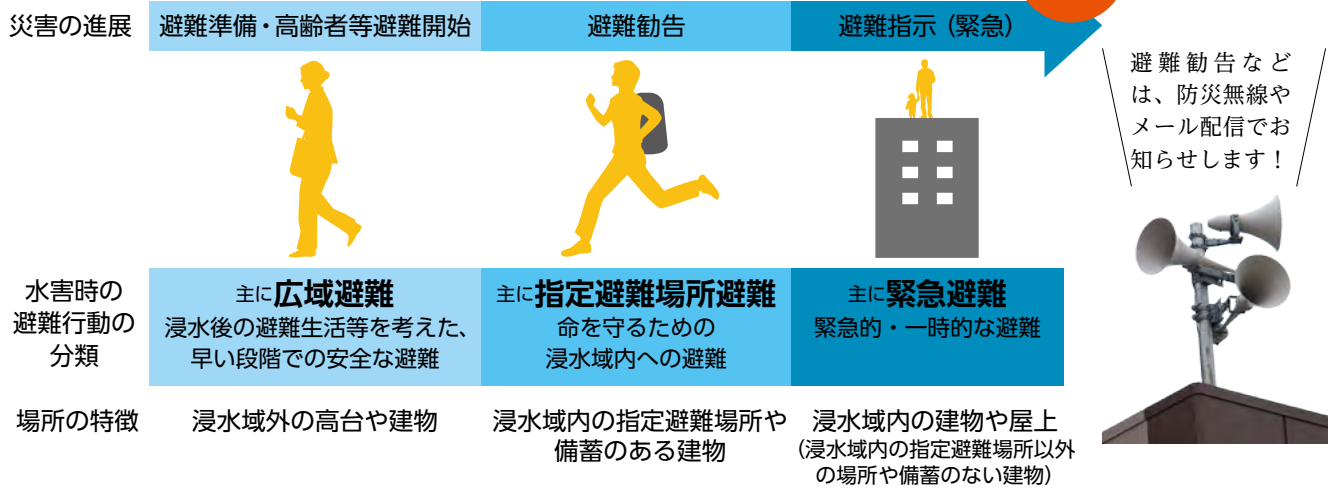 災害の進展
避難準備・高齢者等避難開始
避難勧告
避難指示（緊急）
避難勧告など
は、防災無線や
メール配信でお
知らせします！
水害時の
避難行動の
分類
主に広域避難
浸水後の避難生活等を考えた、
早い段階での安全な避難
主に指定避難場所避難
命を守るための
浸水域内への避難
主に緊急避難
緊急的・一時的な避難
場所の特徴
浸水域外の高台や建物
浸水域内の指定避難場所や
備蓄のある建物
浸水域内の建物や屋上
（浸水域内の指定避難場所以外
の場所や備蓄のない建物）